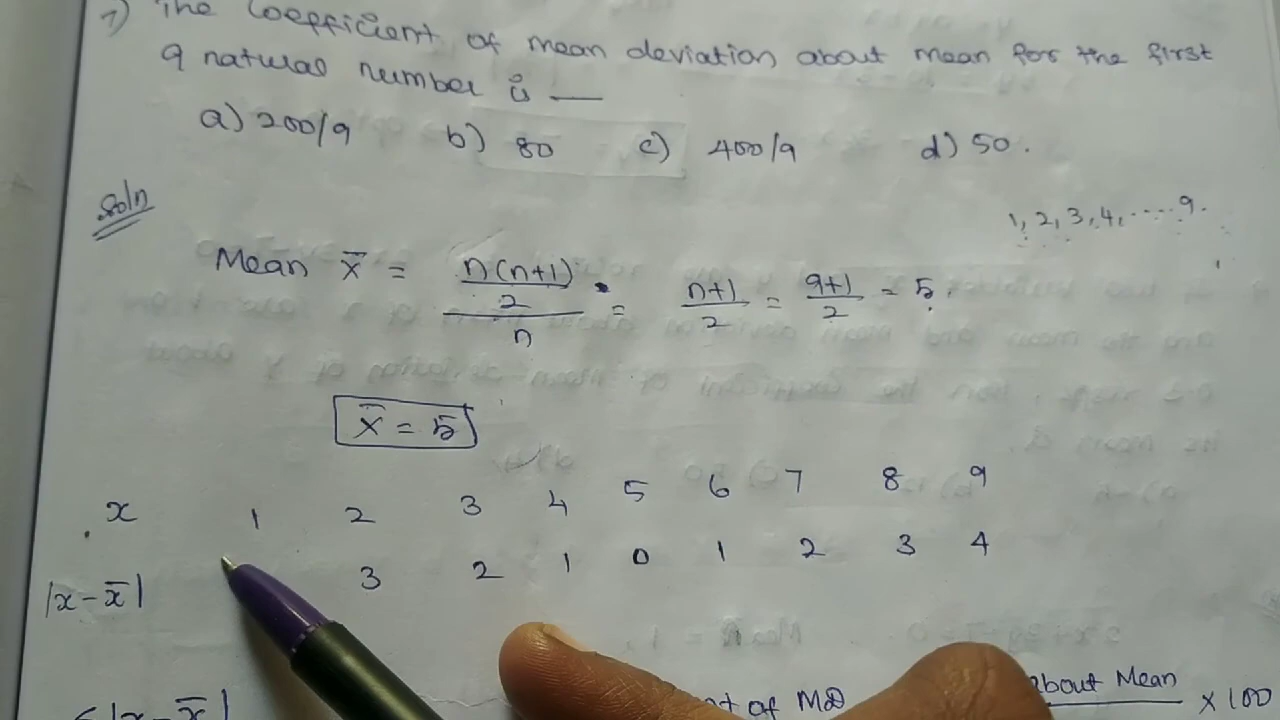 7) The Coefficient of mean deviation about mean for the first
9 natural number is —
a) 200/9 b) 80 c) 400/9 d) 50.
Soln
1, 2, 3, 4, ..... 9.
Mean x̄ = (n(n+1)/2)/n = n+1/2 = 9+1/2 = 5.
x̄ = 5
x 1 2 3 4 5 6 7 8 9
|x-x̄| 3 2 1 0 1 2 3 4
|x-x̄| of MD about Mean × 100